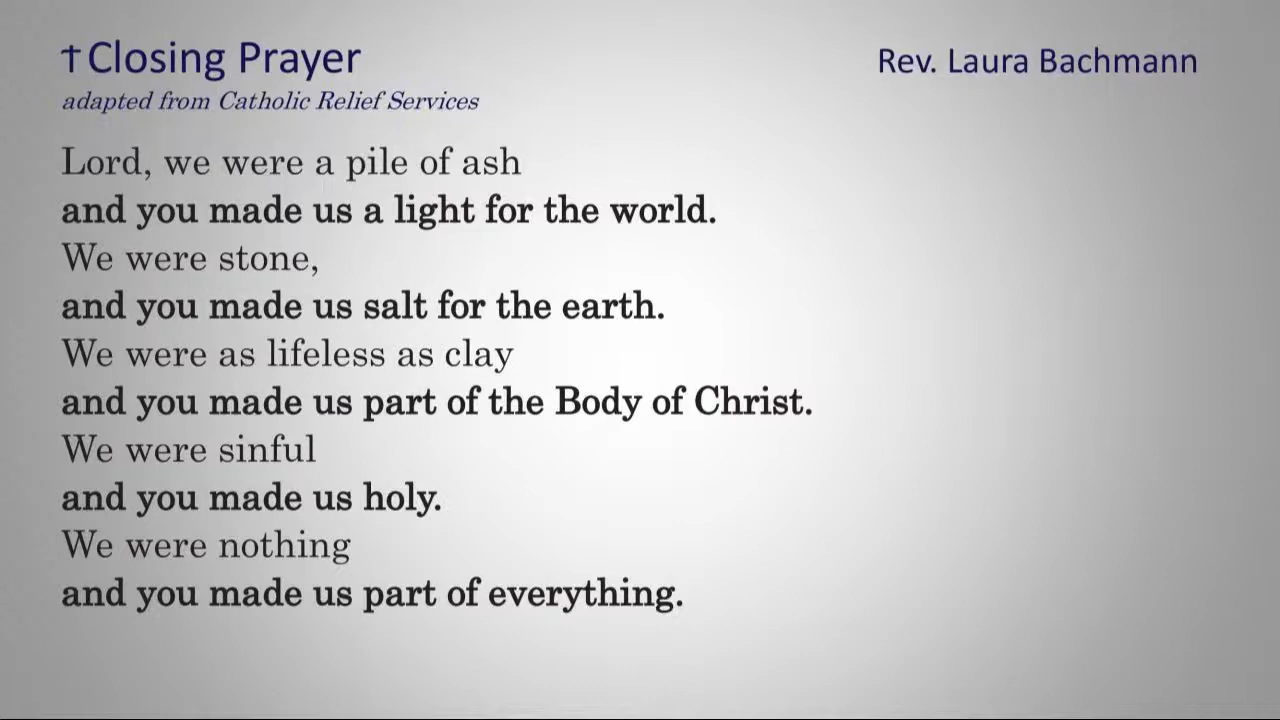 †Closing Prayer Rev. Laura Bachmann
adapted from Catholic Relief Services
Lord, we were a pile of ash
and you made us a light for the world.
We were stone,
and you made us salt for the earth.
We were as lifeless as clay
and you made us part of the Body of Christ.
We were sinful
and you made us holy.
We were nothing
and you made us part of everything.